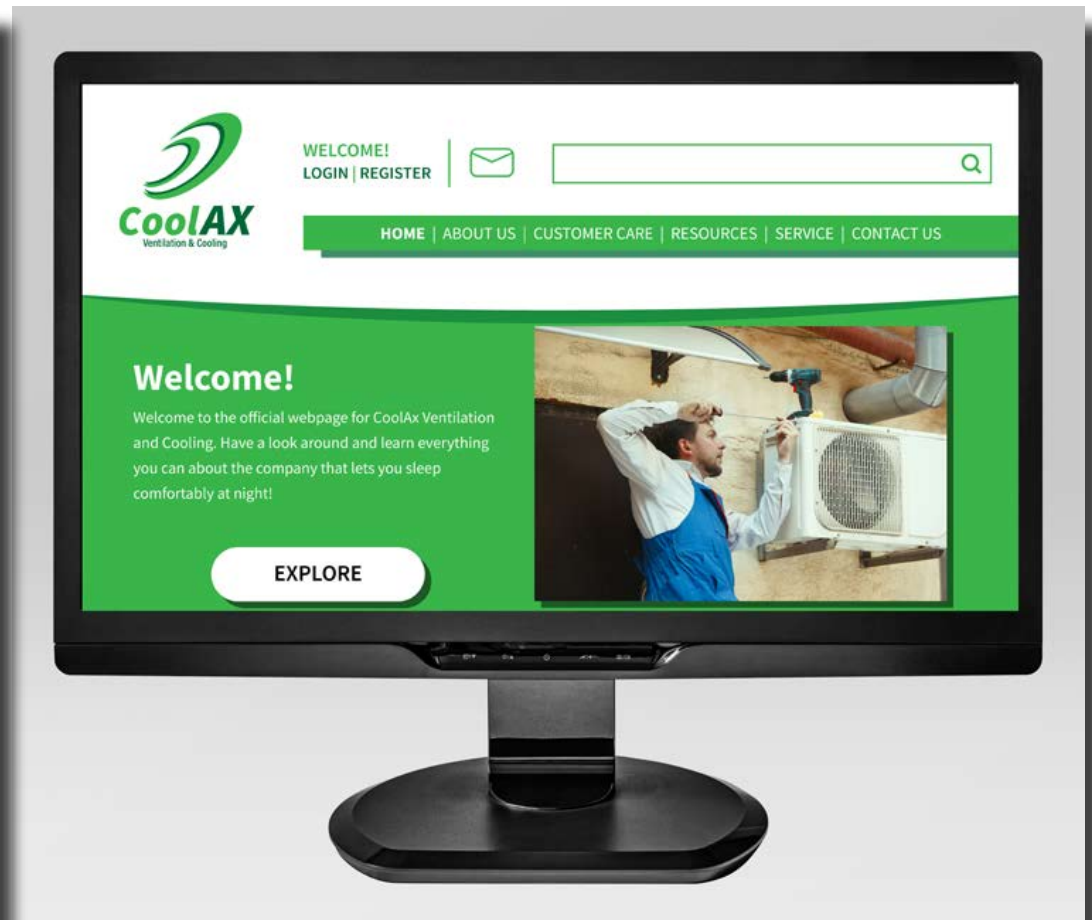 CoolAX
Ventilation & Cooling
WELCOME!
LOGIN | REGISTER
HOME | ABOUT US | CUSTOMER CARE | RESOURCES | SERVICE | CONTACT US
Welcome!
Welcome to the official webpage for CoolAx Ventilation
and Cooling. Have a look around and learn everything
you can about the company that lets you sleep
comfortably at night!
EXPLORE